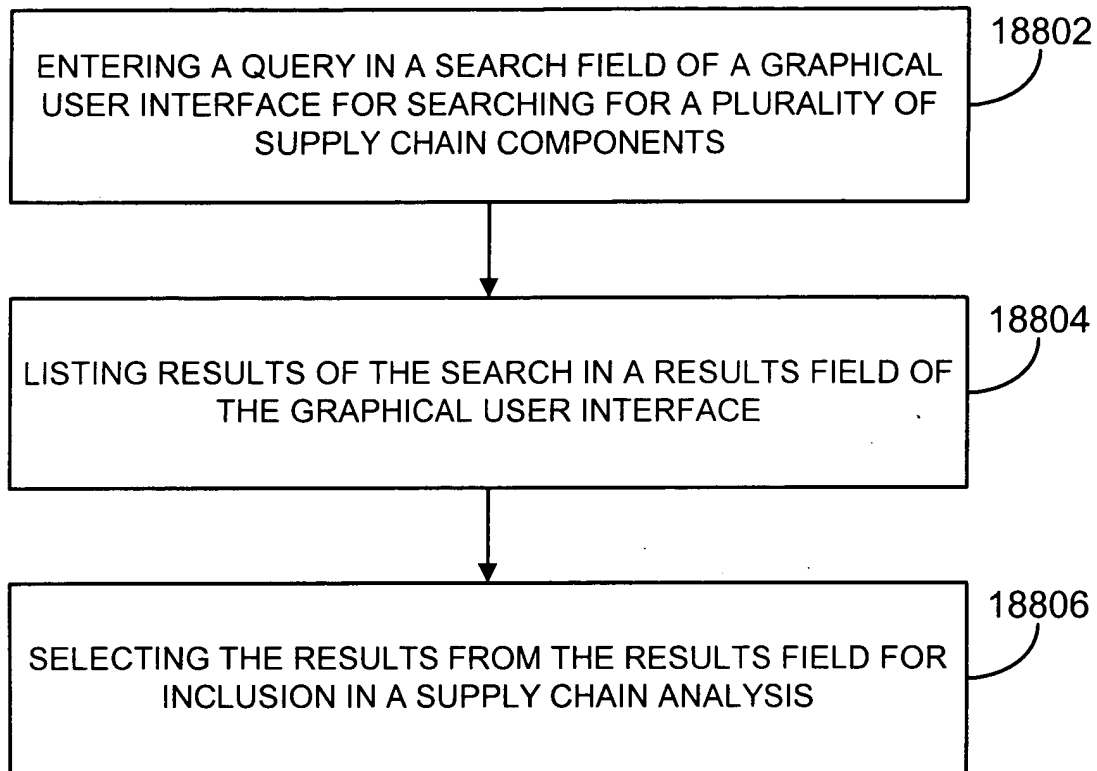 18802
ENTERING A QUERY IN A SEARCH FIELD OF A GRAPHICAL
USER INTERFACE FOR SEARCHING FOR A PLURALITY OF
SUPPLY CHAIN COMPONENTS
18804
LISTING RESULTS OF THE SEARCH IN A RESULTS FIELD OF
THE GRAPHICAL USER INTERFACE
18806
SELECTING THE RESULTS FROM THE RESULTS FIELD FOR
INCLUSION IN A SUPPLY CHAIN ANALYSIS